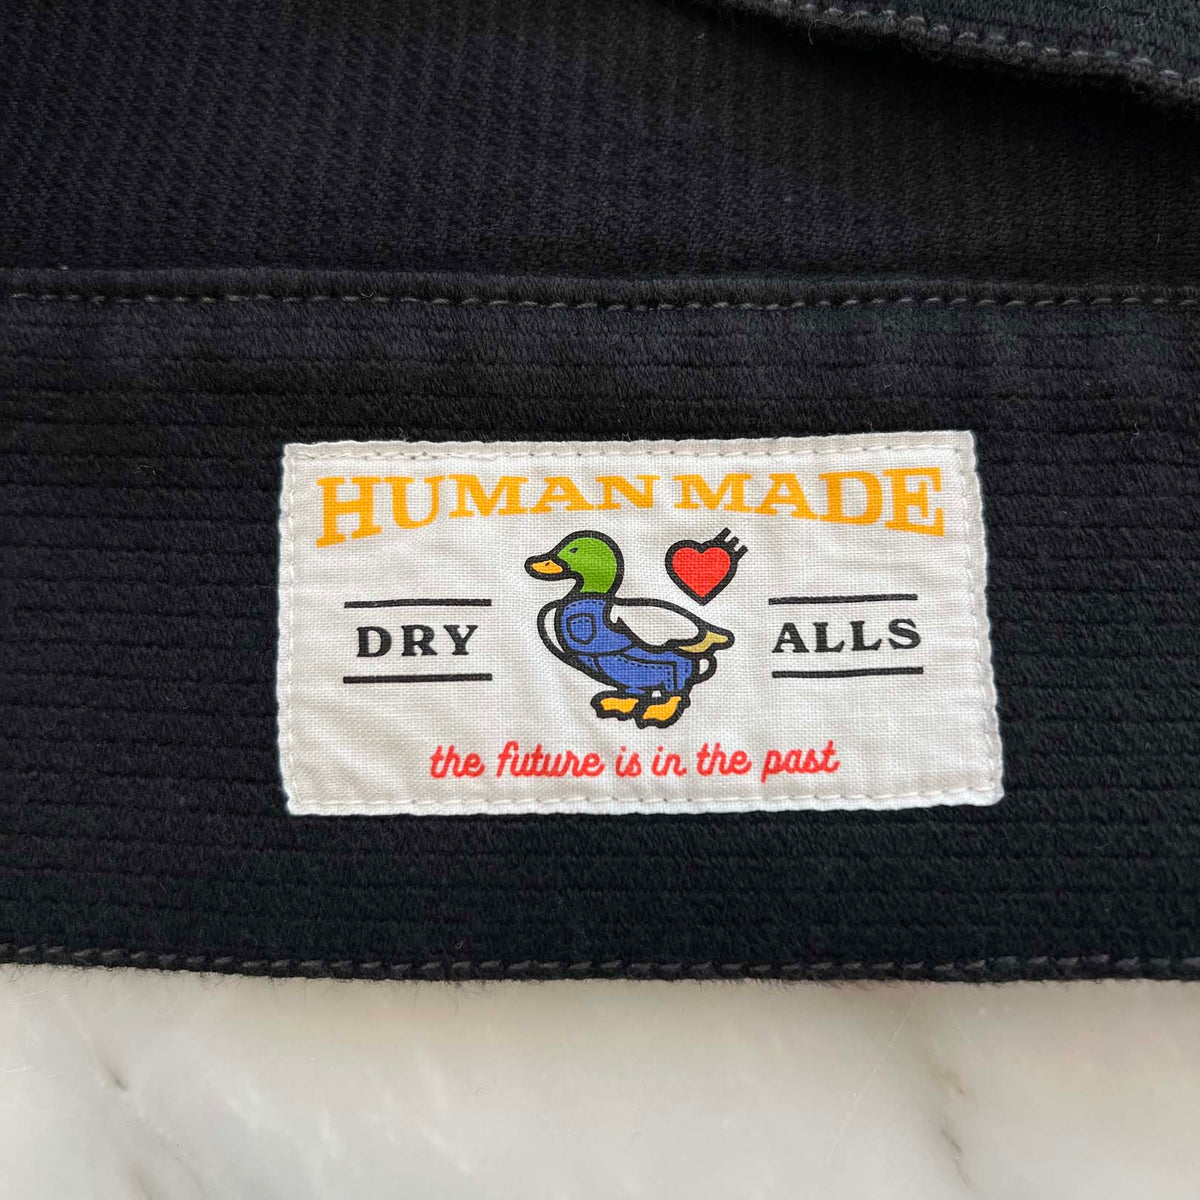 HUMAN MADE
DRY ALLS
the future is in the past